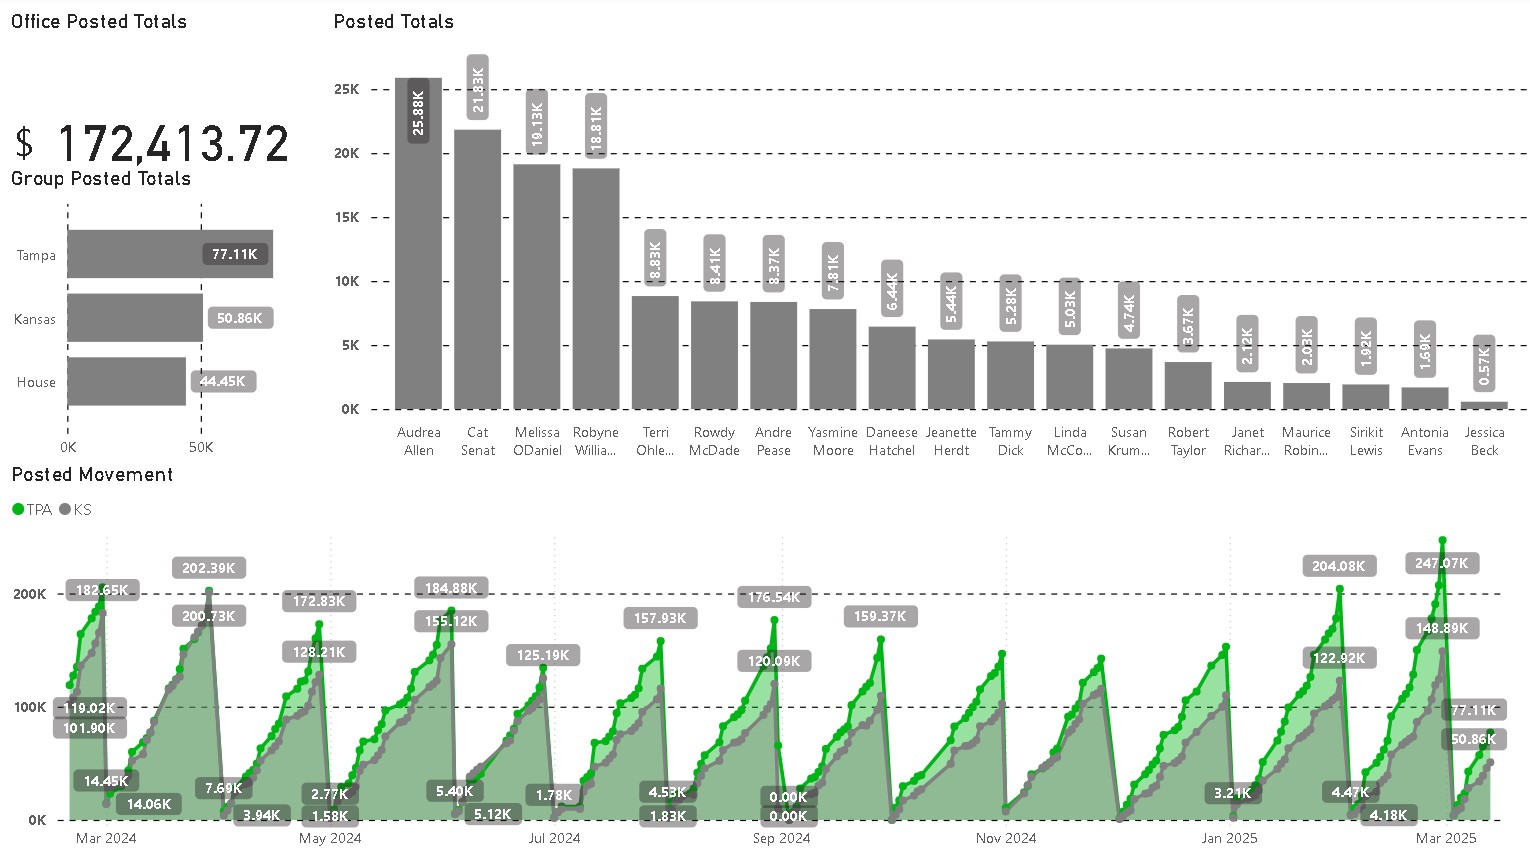 Office Posted Totals
$ 172,413.72
Group Posted Totals
Tampa
77.11K
Kansas
50.86K
House
44.45K
0K 50K
Posted Totals
25K
20K
15K
10K
5K
0K
25.88K
21.83K
19.13K
18.81K
8.83K
8.41K
8.37K
7.81K
6.44K
5.44K
5.28K
5.03K
4.74K
3.67K
2.12K
2.03K
1.92K
1.69K
0.57K
Audrea Allen
Cat Senat
Melissa ODaniel
Robyne Willia...
Terri Ohle...
Rowdy McDade
Andre Pease
Yasmine Moore
Daneese Hatchel
Jeanette Herdt
Tammy Dick
Linda McCo...
Susan Krum...
Robert Taylor
Janet Richar...
Maurice Robin...
Sirikit Lewis
Antonia Evans
Jessica Beck
Posted Movement
TPA KS
200K
100K
0K
182.65K
119.02K
101.90K
14.45K
14.06K
202.39K
200.73K
7.69K
3.94K
172.83K
128.21K
2.77K
1.58K
184.88K
155.12K
5.40K
5.12K
125.19K
1.78K
157.93K
4.53K
1.83K
176.54K
120.09K
0.00K
0.00K
159.37K
3.21K
204.08K
122.92K
4.47K
4.18K
247.07K
148.89K
77.11K
50.86K
Mar 2024 May 2024 Jul 2024 Sep 2024 Nov 2024 Jan 2025 Mar 2025